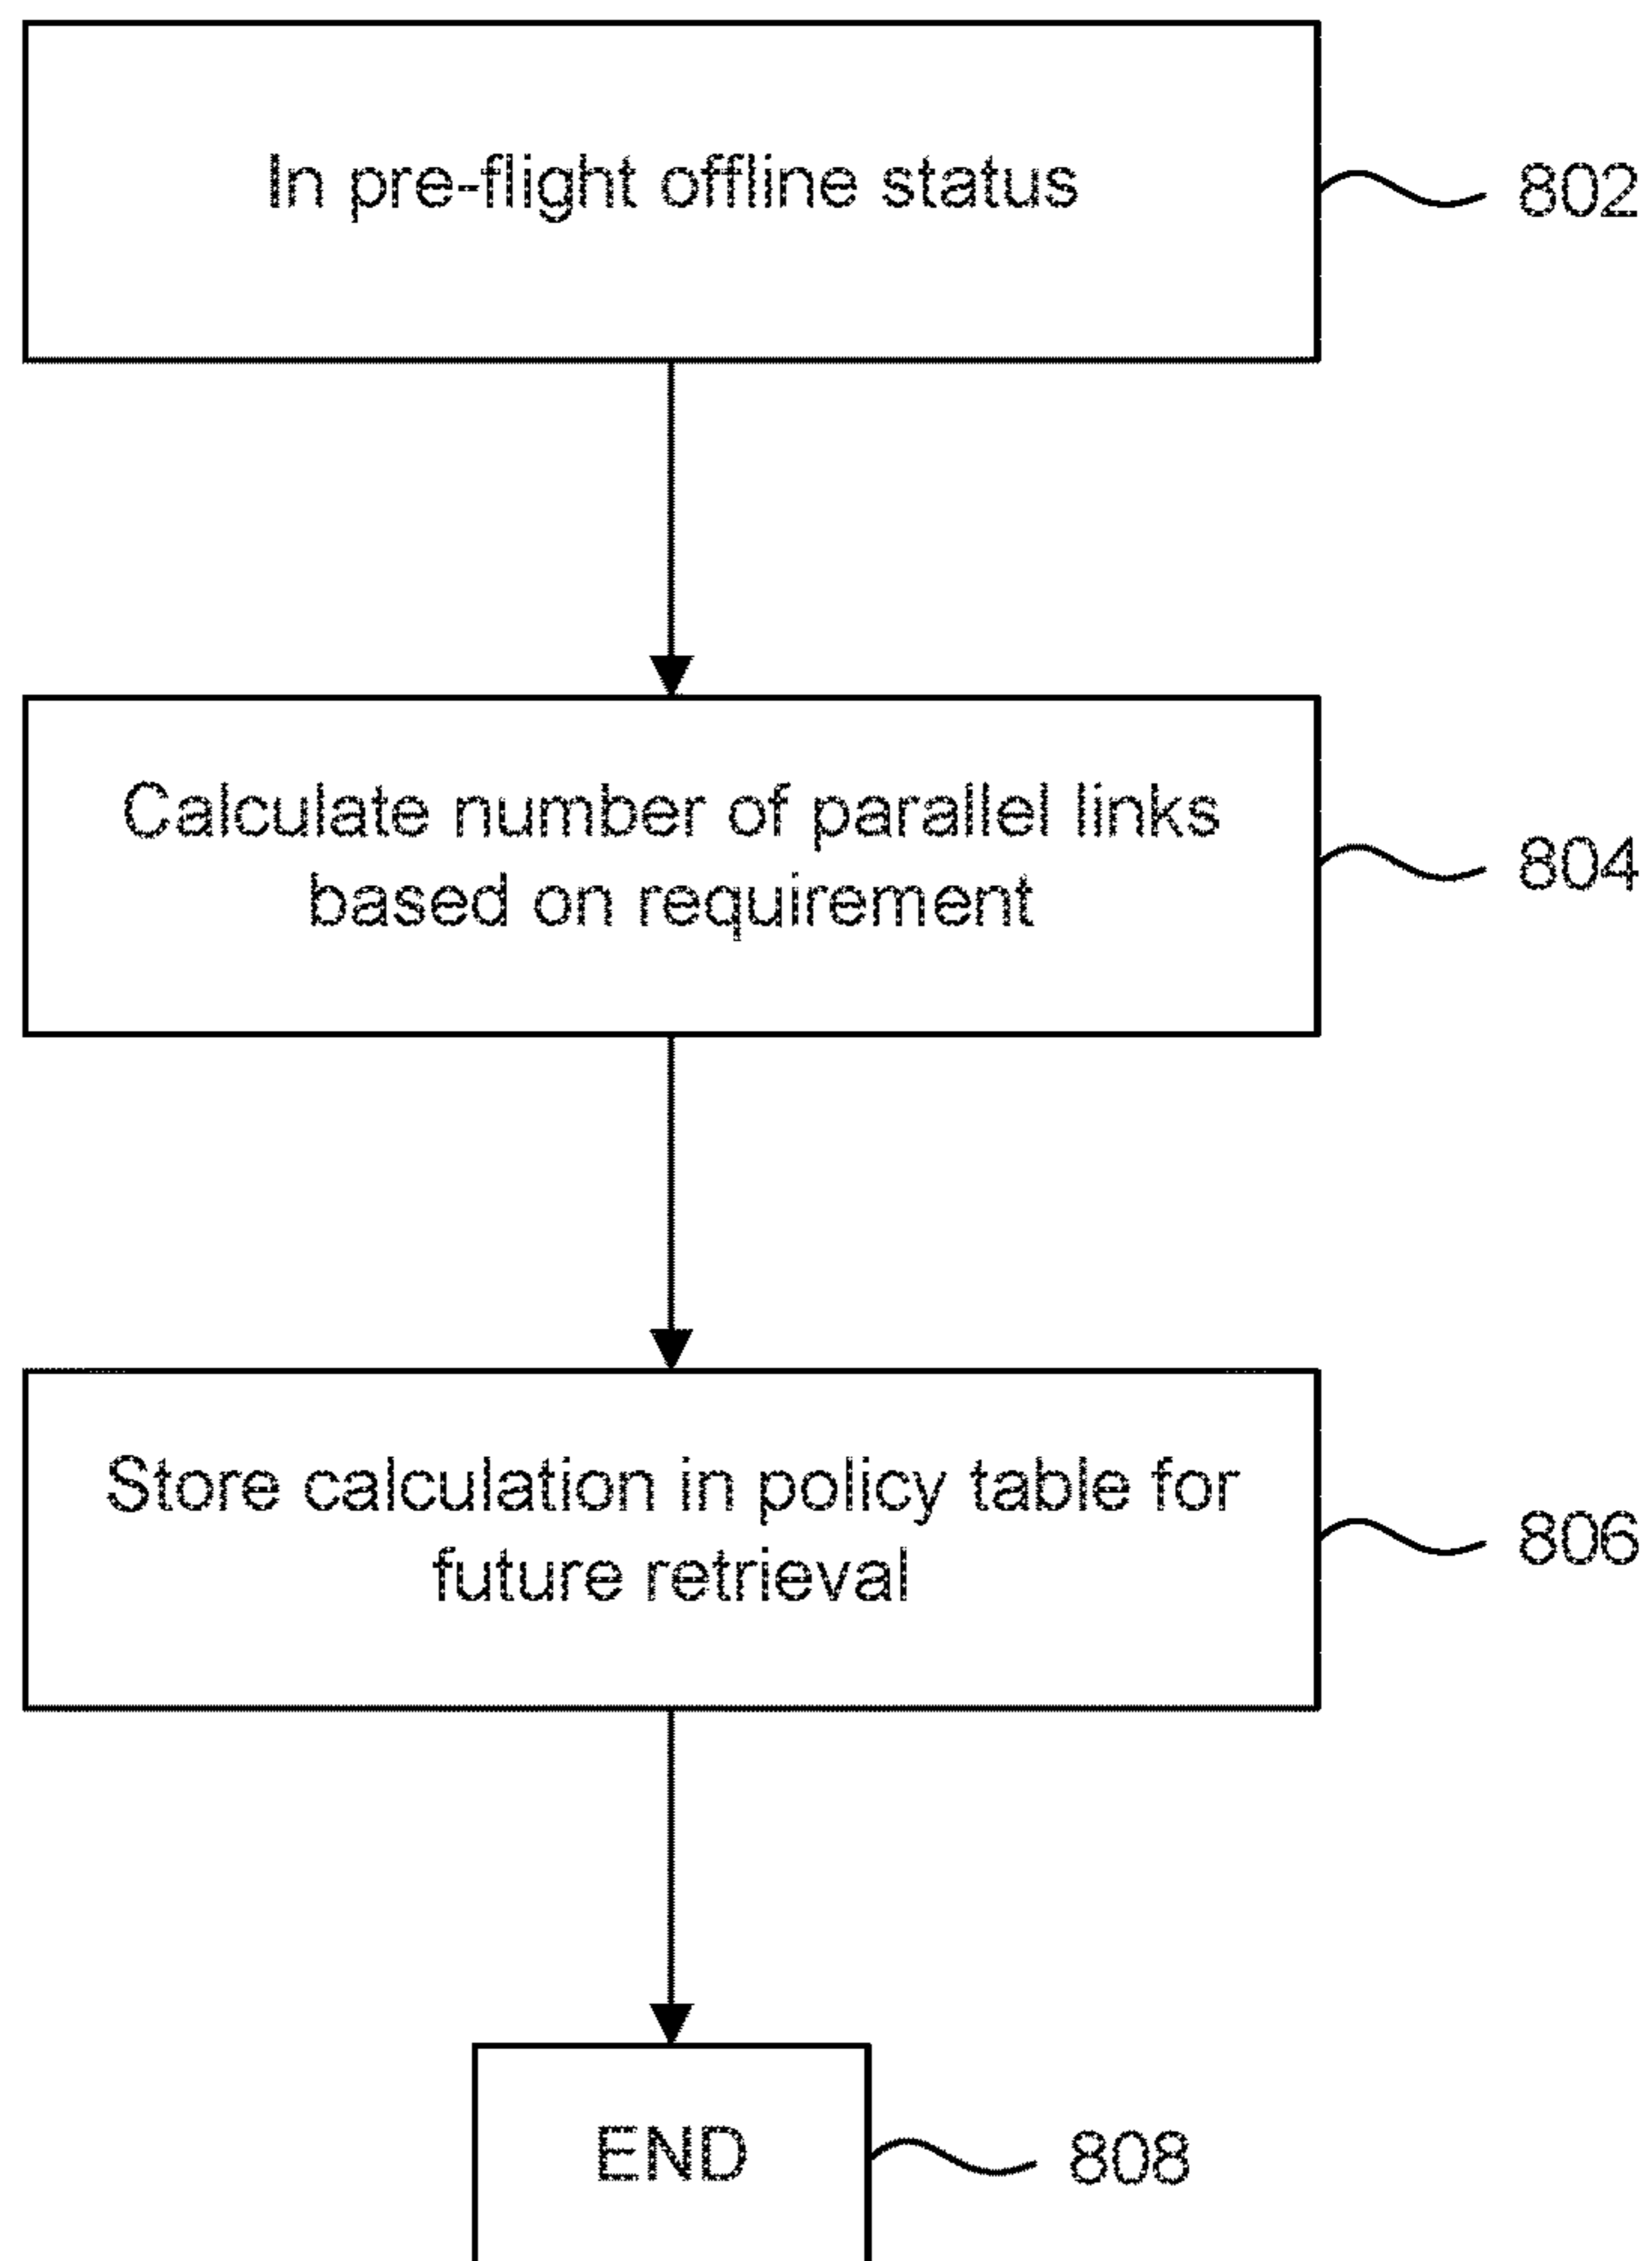 In pre-flight offline status
802
Calculate number of parallel links
based on requirement
804
Store calculation in policy table for
future retrieval
806
END
808